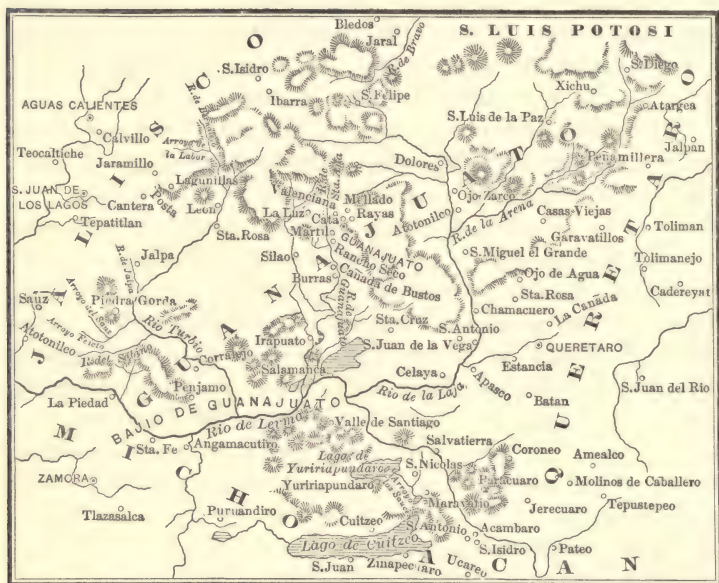 S. LUIS POTOSI
Bledos
Jaral
R. de Bravo
S. Isidro
Ibarra
S. Felipe
S. Diego
Xichu
Atargea
AGUAS CALIENTES
Calvillo
S. Luis de la Paz
Jalpan
Arroyo de la Labor
Teocaltiche
Jaramillo
Dolores
Peñamillera
Lagunillas
S. JUAN DE LOS LAGOS
Cantera
Posta
Leon
Valenciana
Mellado
Rayas
La Luz
Cata
Ojo Zarco
Atotonilco
Tepatitlan
Sta. Rosa
GUANAJUATO
R. de la Arena
Casas Viejas
Garavatillos
Toliman
Jalpa
R. de Jalpa
Silao
Rancho Seco
S. Miguel el Grande
Tolimanejo
Burras
Cañada de Bustos
Ojo de Agua
Cadereyat
Sauz
Piedra Gorda
R. de Guanajuato
Sta. Rosa
Sta. Cruz
Chamacuero
La Cañada
Rio Turbio
S. Antonio
Atotonilco
Irapuato
S. Juan de la Vega
QUERETARO
Corralejo
Estancia
Salamanca
Celaya
Apasco
S. Juan del Rio
Penjamo
Rio de la Laja
La Piedad
BAJIO DE GUANAJUATO
Batan
Rio de Lerma
Valle de Santiago
Sta. Fe
Angamacutiro
Salvatierra
Coroneo
Lagos de Yuririapundaro
S. Nicolas
Amealco
ZAMORA
Yuririapundaro
Paracuaro
Molinos de Caballero
Tlazasalca
Puruandiro
Maravatio
Jerecuaro
Tepustepeo
Cuitzeo
S. Antonio
Acambaro
Lago de Cuitzeo
S. Isidro
Pateo
S. Juan
Zinapecuaro
Ucareo
JALISCO
GUANAJUATO
QUERETARO
MICHOACAN